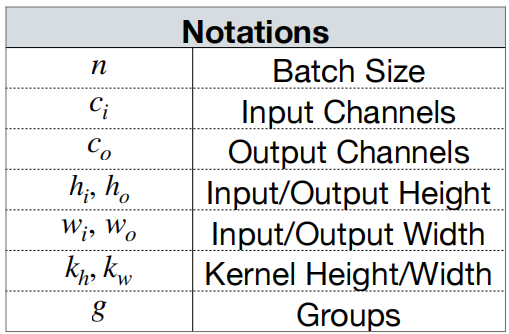 Notations
n Batch Size
c_i Input Channels
c_o Output Channels
h_i, h_o Input/Output Height
w_i, w_o Input/Output Width
k_h, k_w Kernel Height/Width
g Groups